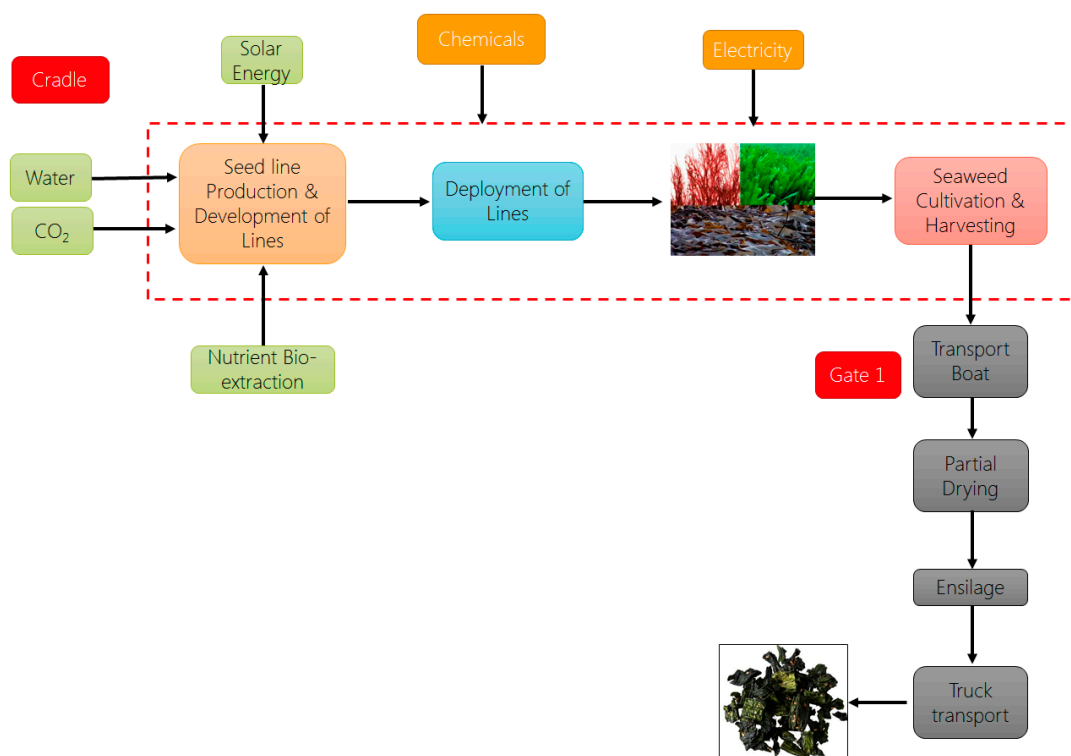 Solar
Energy
Chemicals
Electricity
Cradle
Water
CO₂
Seed line
Production &
Development of
Lines
Deployment of
Lines
Seaweed
Cultivation &
Harvesting
Nutrient Bio-
extraction
Gate 1
Transport
Boat
Partial
Drying
Ensilage
Truck
transport